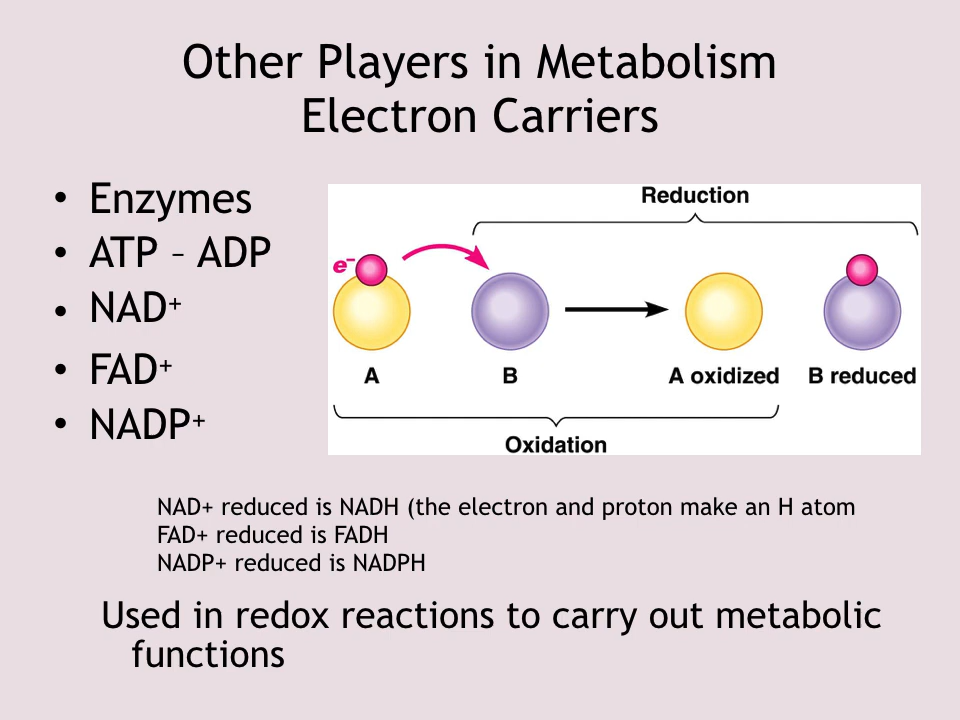 Other Players in Metabolism
Electron Carriers
• Enzymes
• ATP – ADP
• NAD+
• FAD+
• NADP+
Reduction
e–
A
B
A oxidized
B reduced
Oxidation
NAD+ reduced is NADH (the electron and proton make an H atom
FAD+ reduced is FADH
NADP+ reduced is NADPH
Used in redox reactions to carry out metabolic
functions